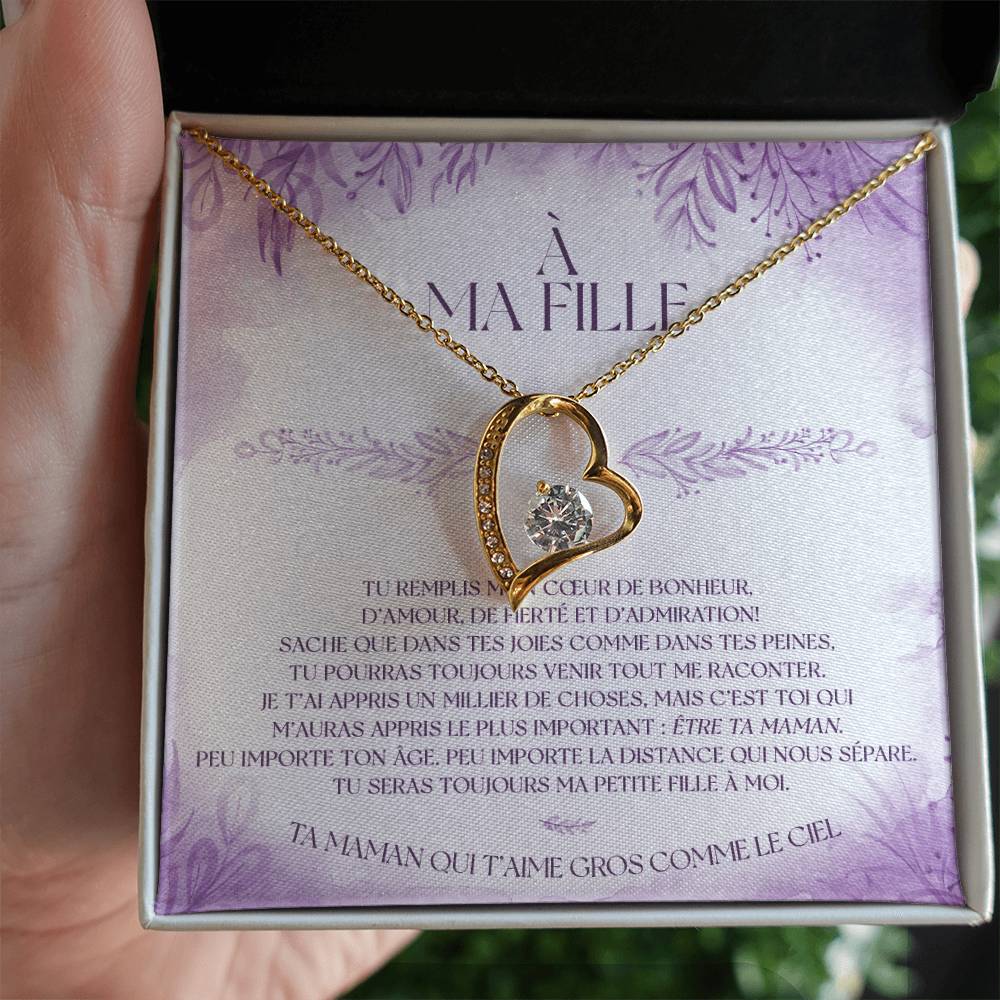 À
MA FILLE
TU REMPLIS MON CŒUR DE BONHEUR,
D'AMOUR, DE FIERTÉ ET D'ADMIRATION!
SACHE QUE DANS TES JOIES COMME DANS TES PEINES,
TU POURRAS TOUJOURS VENIR TOUT ME RACONTER.
JE T'AI APPRIS UN MILLIER DE CHOSES, MAIS C'EST TOI QUI
M'AURAS APPRIS LE PLUS IMPORTANT : ÊTRE TA MAMAN.
PEU IMPORTE TON ÂGE. PEU IMPORTE LA DISTANCE QUI NOUS SÉPARE.
TU SERAS TOUJOURS MA PETITE FILLE À MOI.
TA MAMAN QUI T'AIME GROS COMME LE CIEL